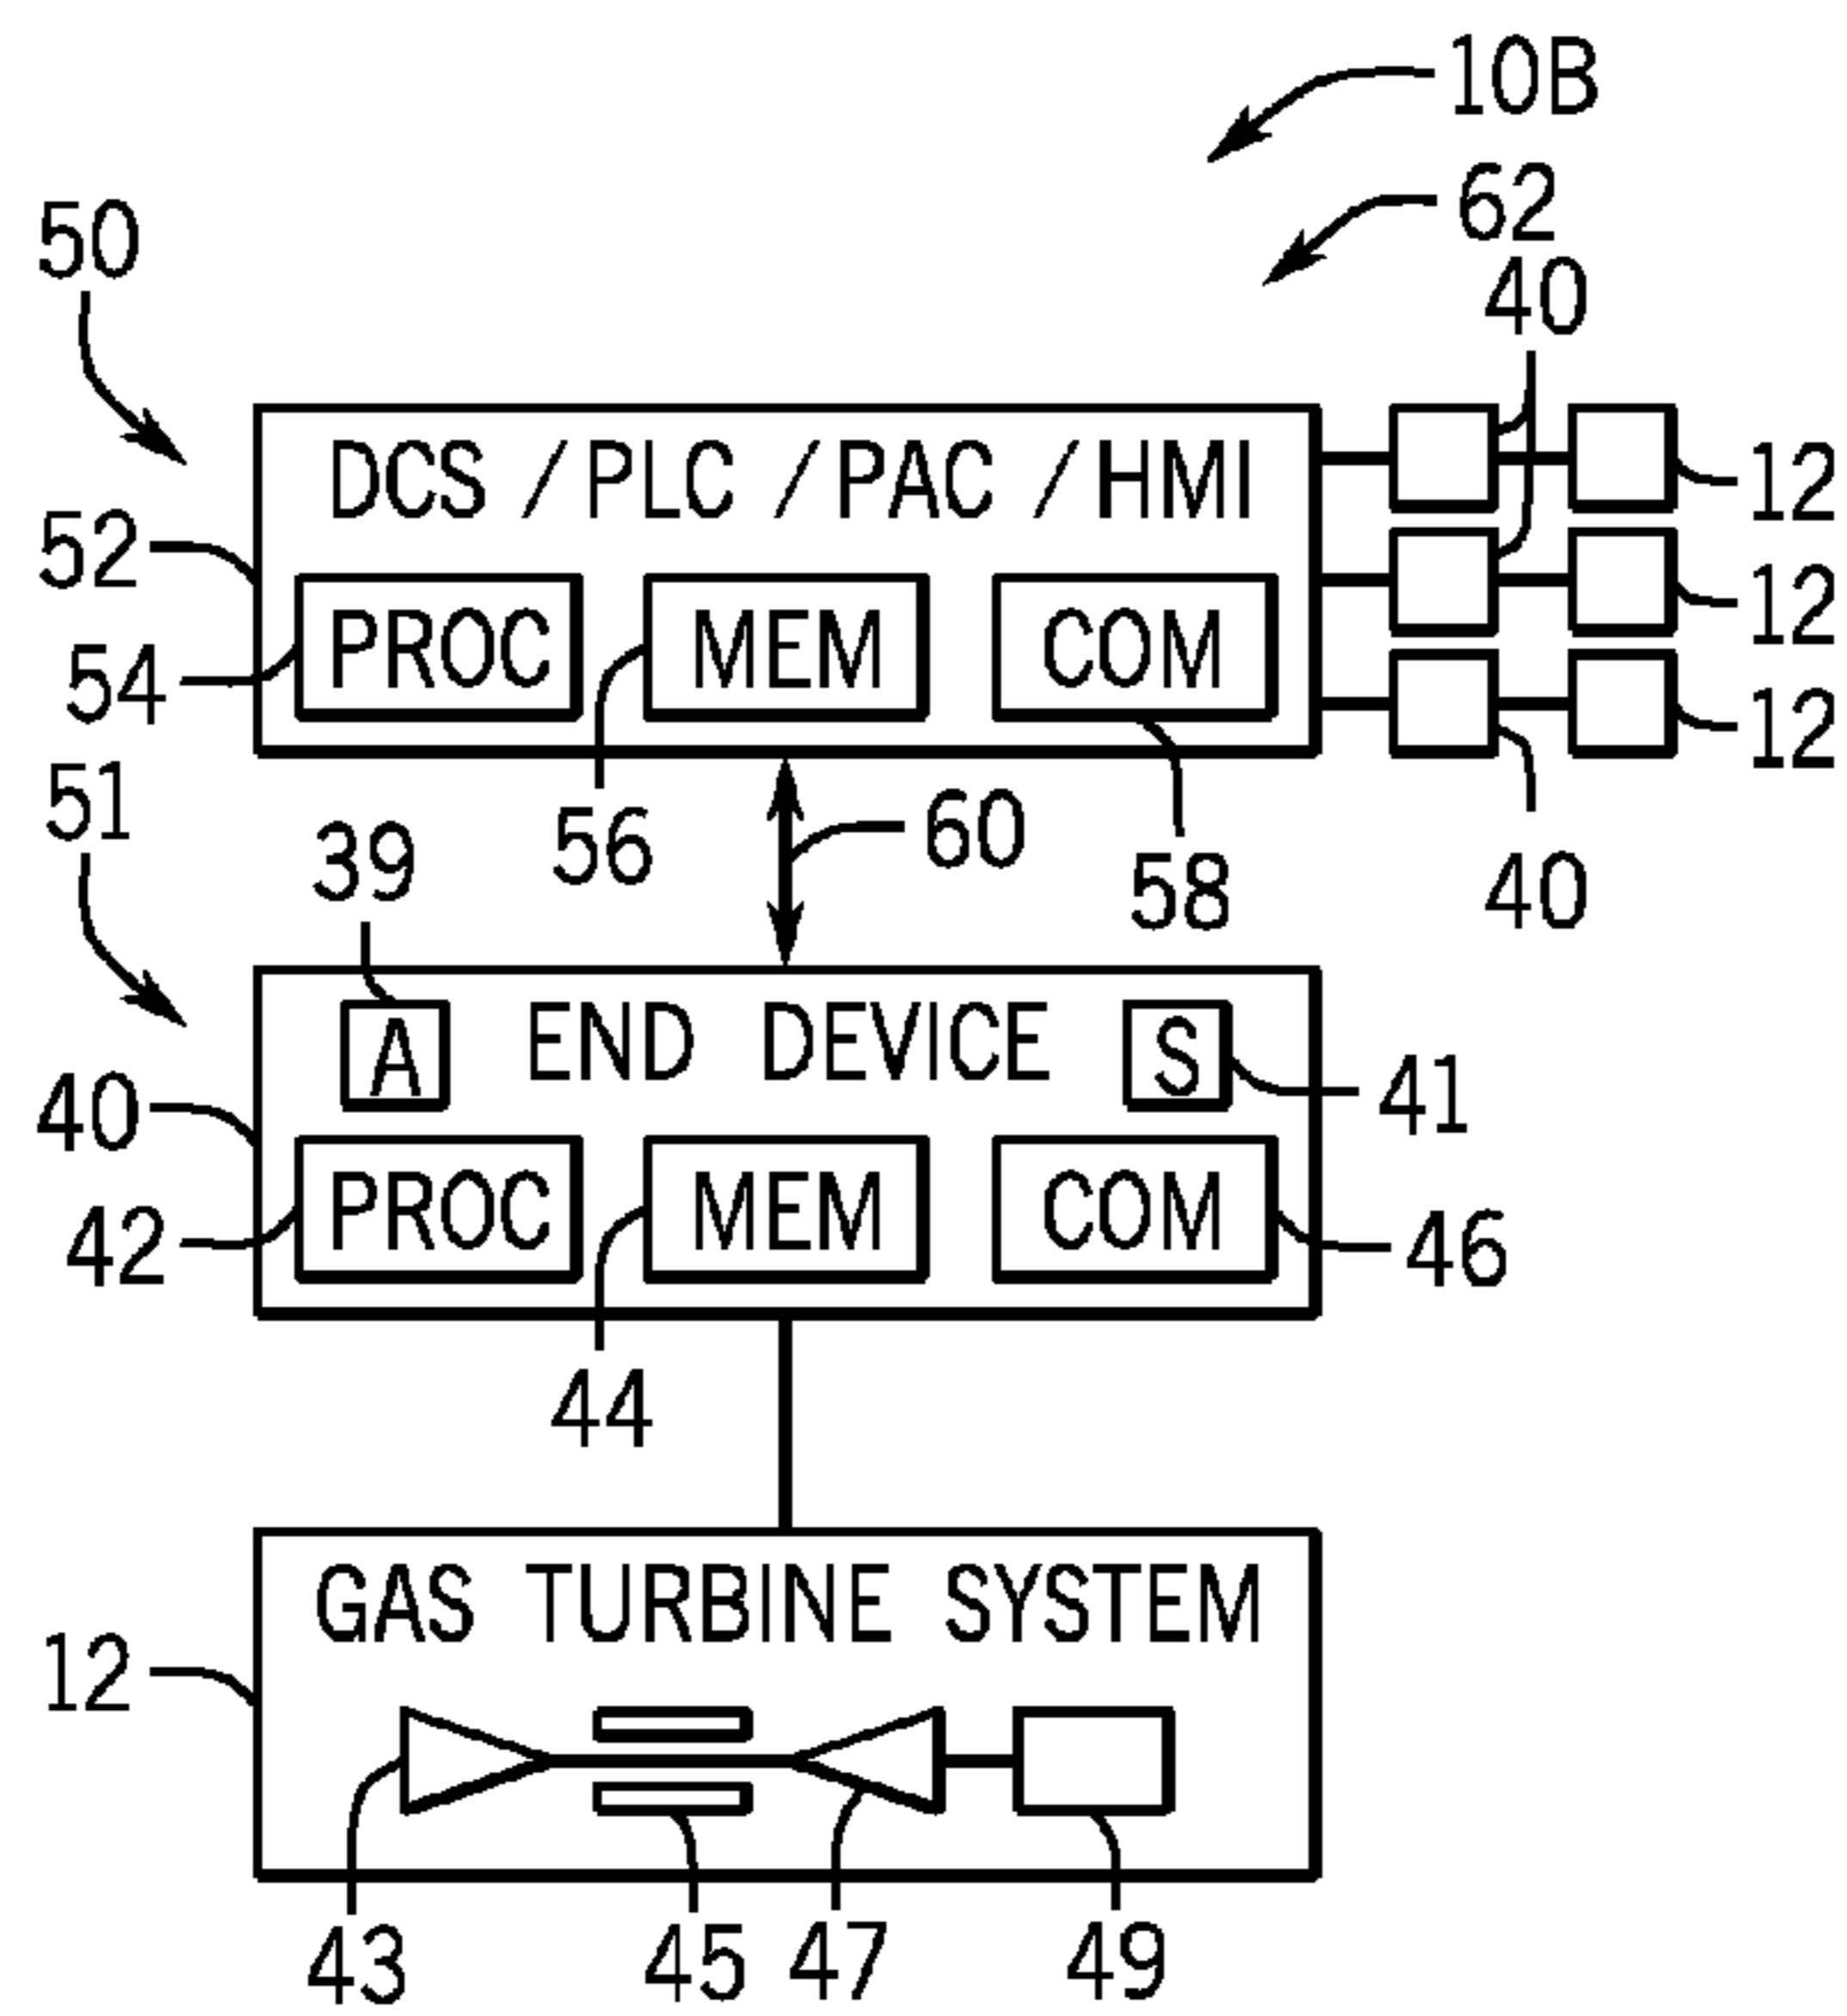 10B
62
50
40
DCS / PLC / PAC / HMI
12
52
PROC MEM COM
12
54
12
51
39
56
60
58
40
A END DEVICE S
41
40
PROC MEM COM
42
46
44
GAS TURBINE SYSTEM
12
43 45 47 49